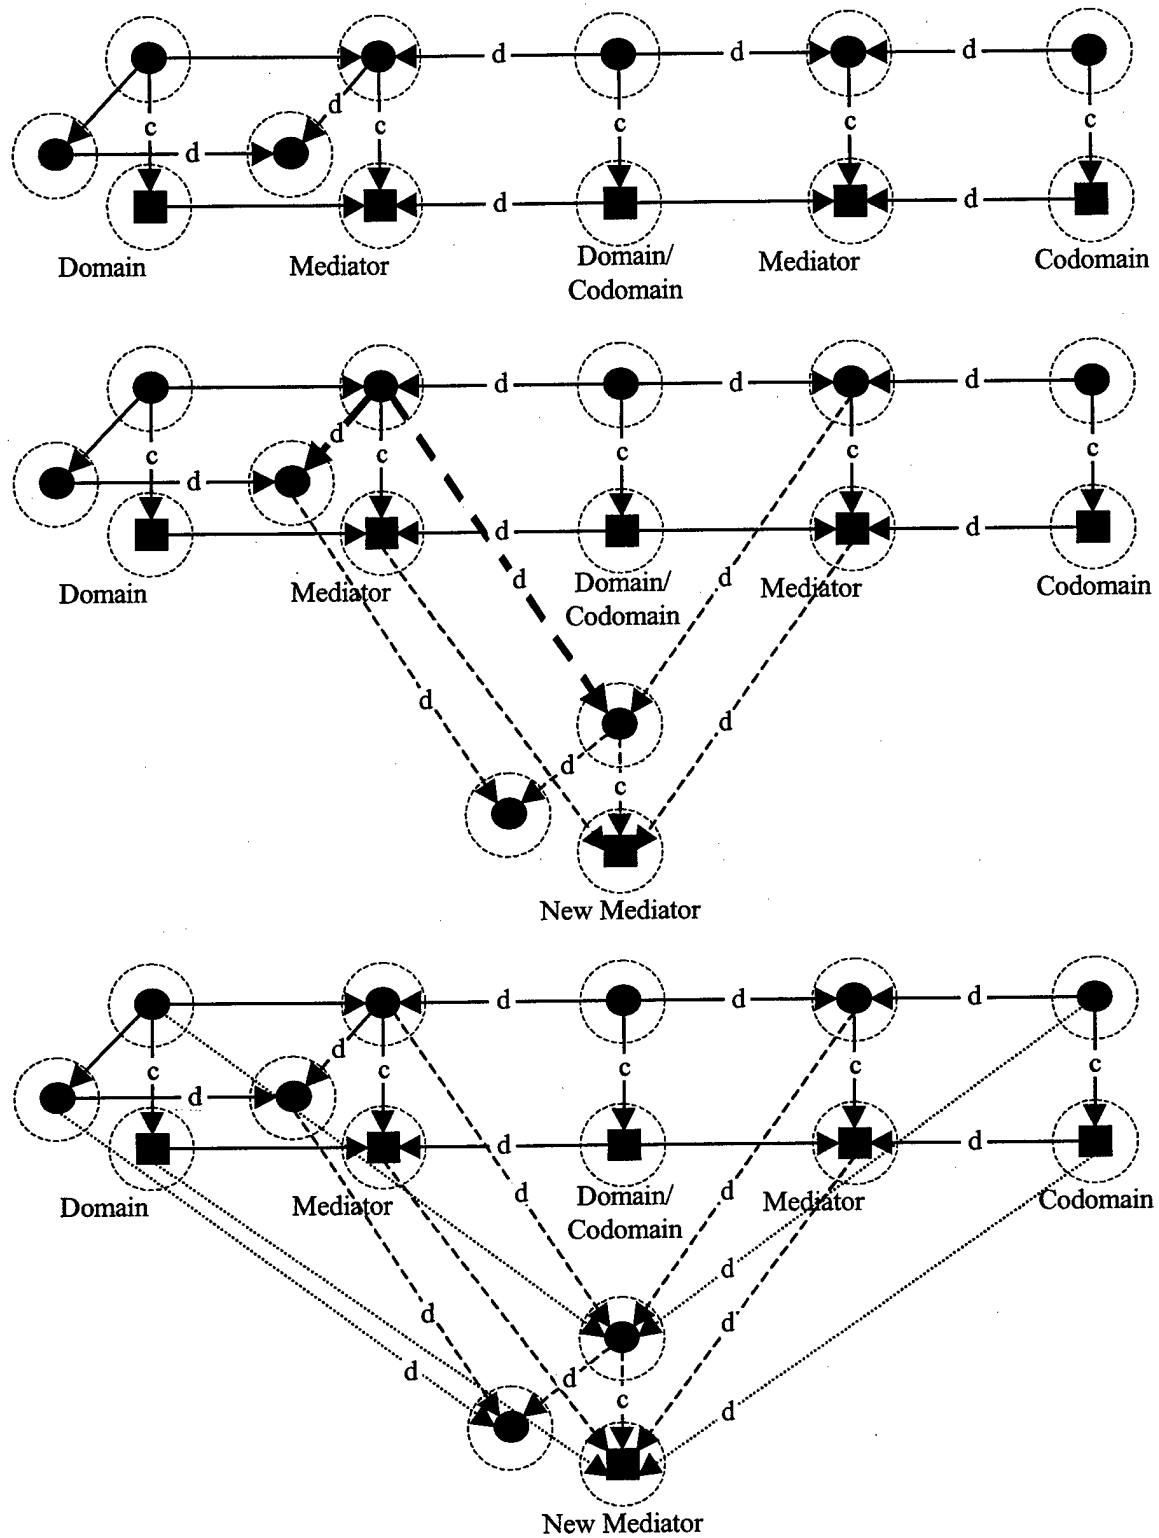 d d d
d c c c c
d
d d
Domain Mediator Domain/ Mediator Codomain
Codomain
d d d
d c c c c
d
d d
Domain Mediator d Domain/ d Mediator Codomain
Codomain
d d
d
c
New Mediator
d d d
d c c c c
d
d d
Domain Mediator d Domain/ d Mediator Codomain
Codomain
d
d d
d d
c d
New Mediator